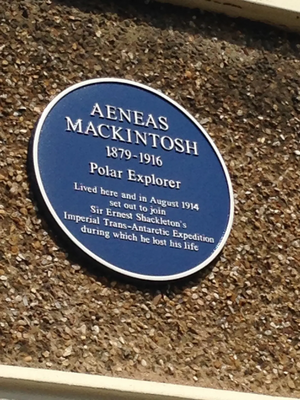 AENEAS
MACKINTOSH
1879-1916
Polar Explorer
Lived here and in August 1914
set out to join
Sir Ernest Shackleton's
Imperial Trans-Antarctic Expedition
during which he lost his life